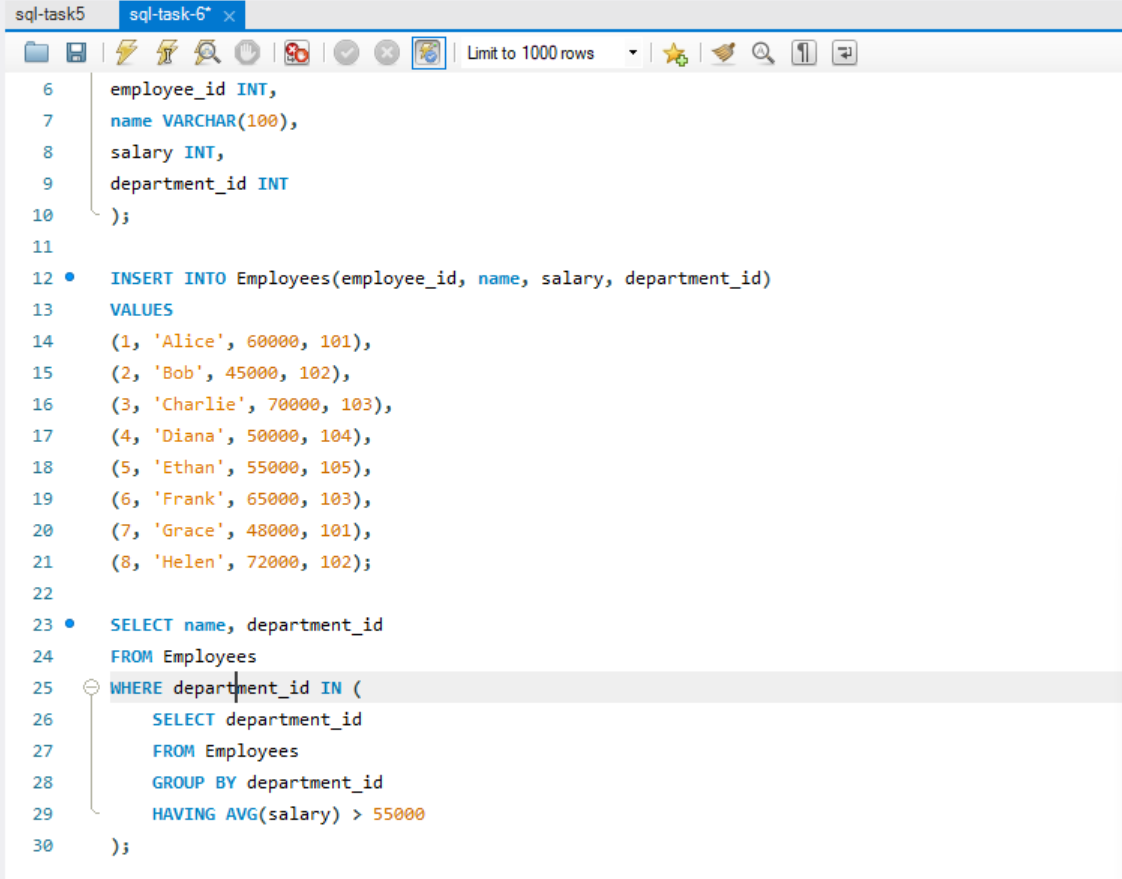 sql-task5 sql-task-6*
Limit to 1000 rows
6 employee_id INT,
7 name VARCHAR(100),
8 salary INT,
9 department_id INT
10 );
11
12 INSERT INTO Employees(employee_id, name, salary, department_id)
13 VALUES
14 (1, 'Alice', 60000, 101),
15 (2, 'Bob', 45000, 102),
16 (3, 'Charlie', 70000, 103),
17 (4, 'Diana', 50000, 104),
18 (5, 'Ethan', 55000, 105),
19 (6, 'Frank', 65000, 103),
20 (7, 'Grace', 48000, 101),
21 (8, 'Helen', 72000, 102);
22
23 SELECT name, department_id
24 FROM Employees
25 WHERE department_id IN (
26 SELECT department_id
27 FROM Employees
28 GROUP BY department_id
29 HAVING AVG(salary) > 55000
30 );